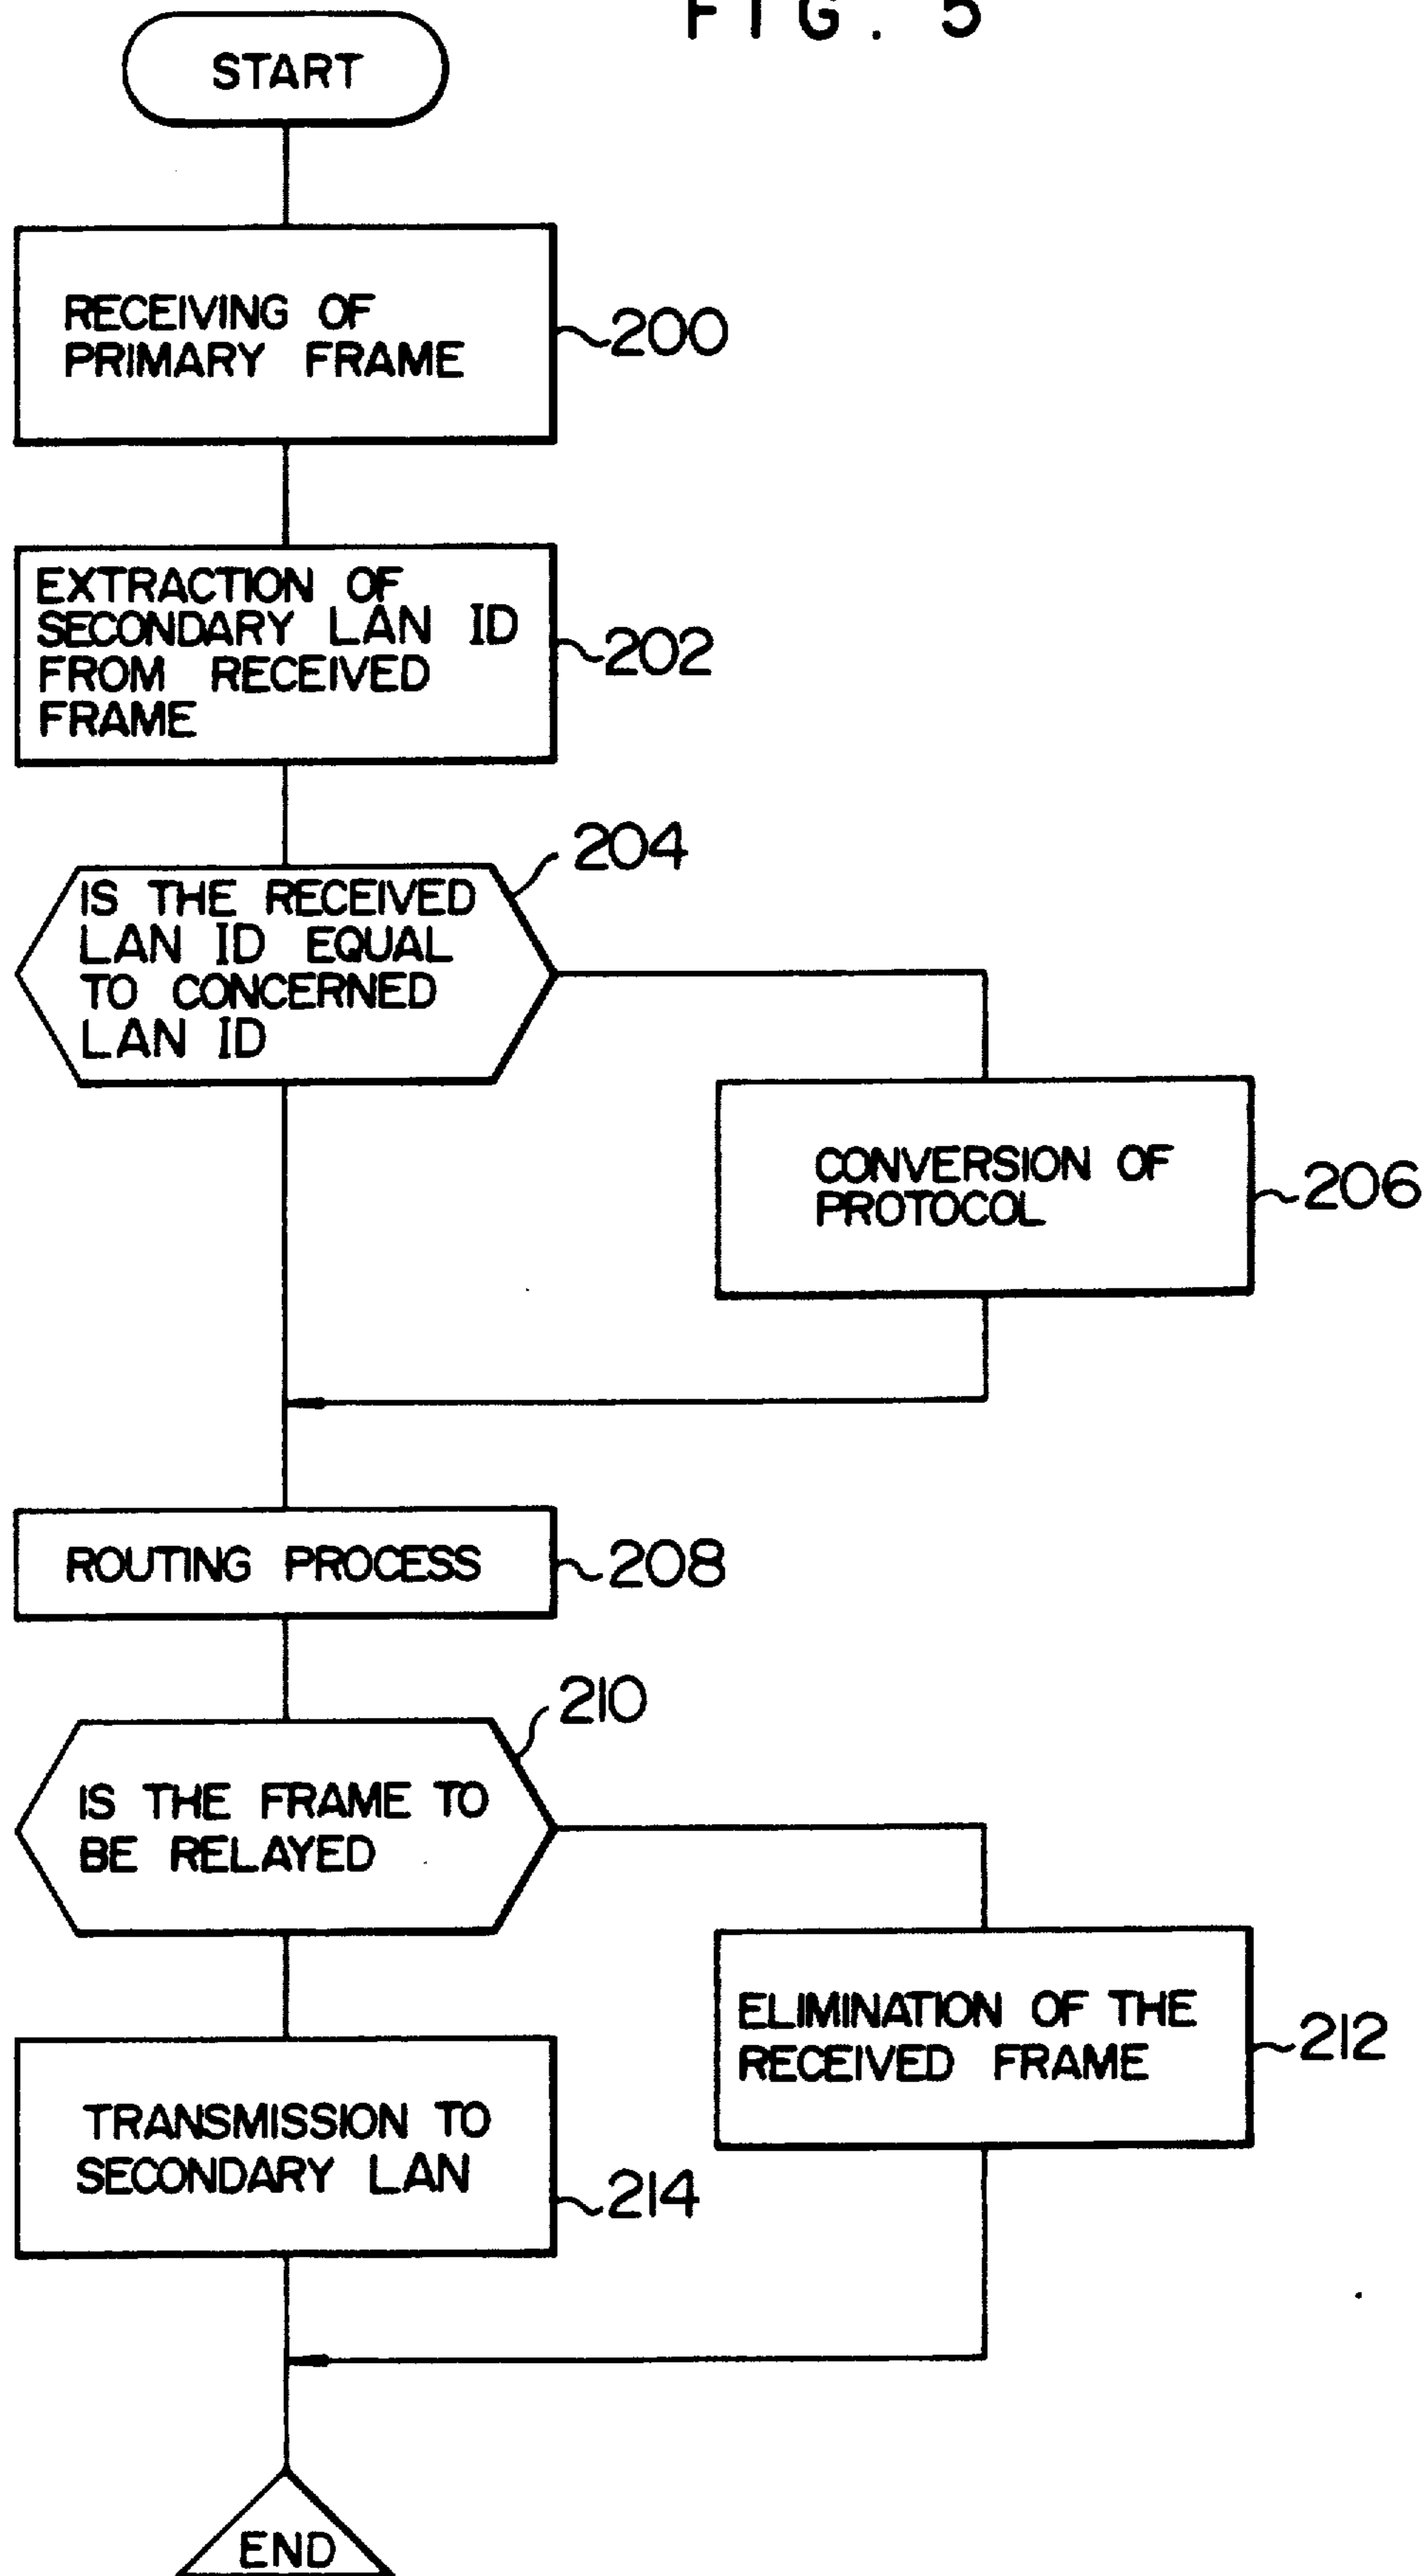 FIG. 5
START
RECEIVING OF
PRIMARY FRAME
200
EXTRACTION OF
SECONDARY LAN ID
FROM RECEIVED
FRAME
202
204
IS THE RECEIVED
LAN ID EQUAL
TO CONCERNED
LAN ID
CONVERSION OF
PROTOCOL
206
ROUTING PROCESS
208
210
IS THE FRAME TO
BE RELAYED
ELIMINATION OF THE
RECEIVED FRAME
212
TRANSMISSION TO
SECONDARY LAN
214
END